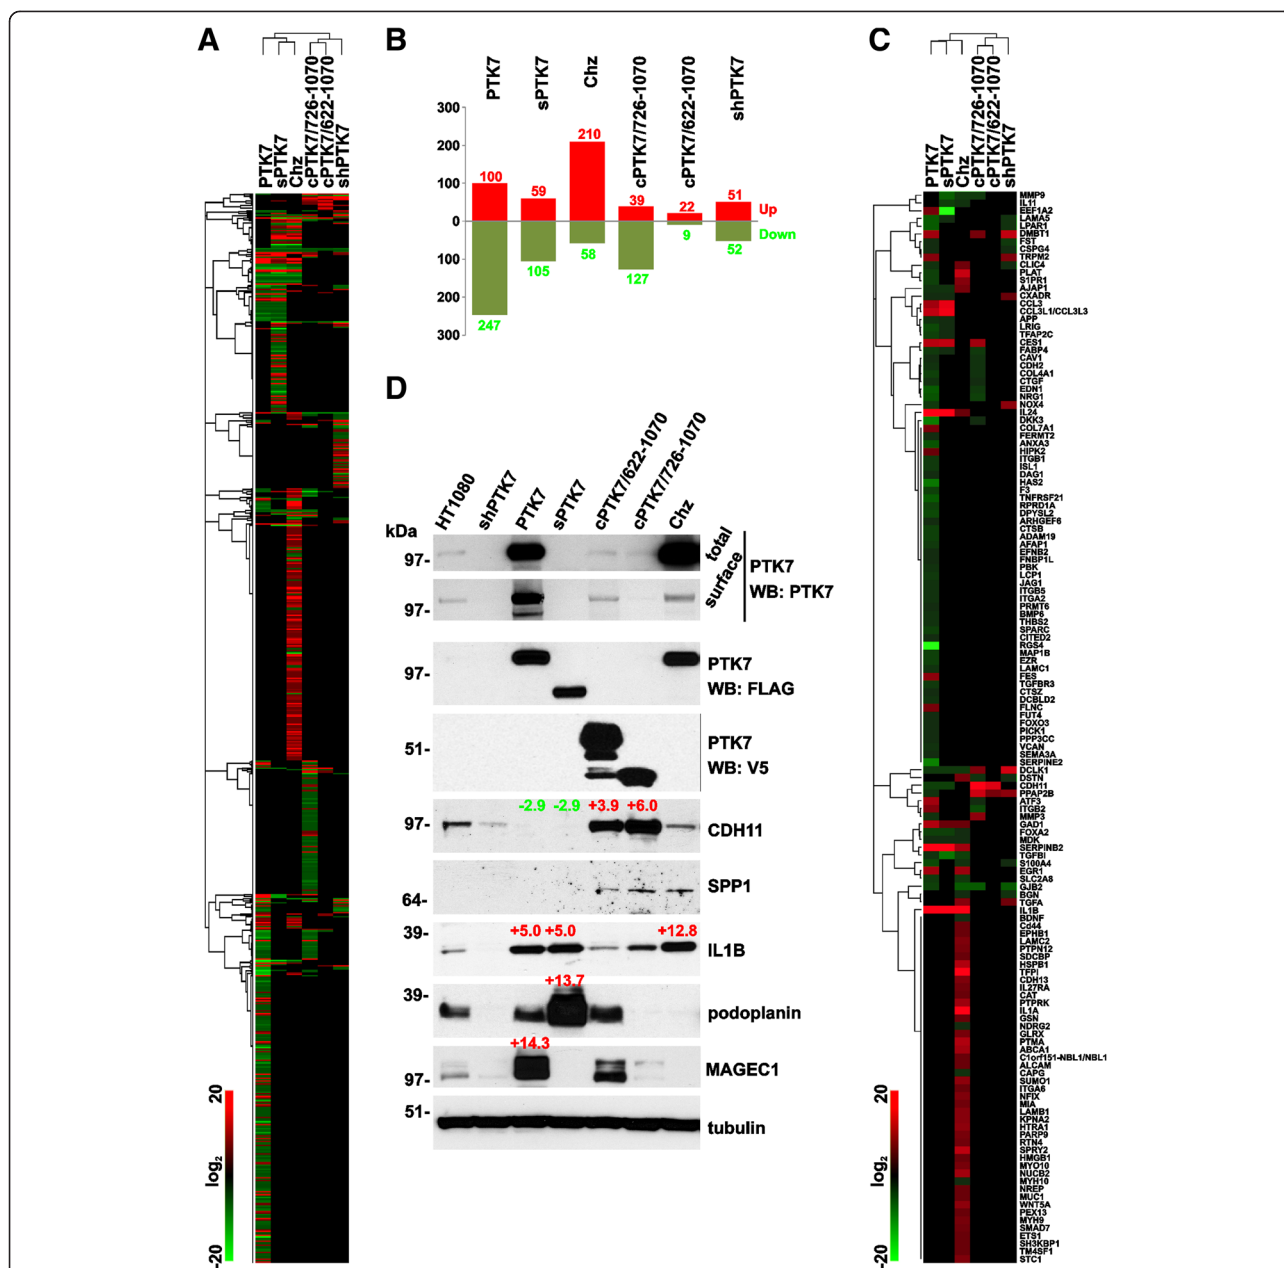 A
PTK7
sPTK7
Chz
cPTK7/726-1070
cPTK7/622-1070
shPTK7
20
log2
-20
B
PTK7
sPTK7
Chz
cPTK7/726-1070
cPTK7/622-1070
shPTK7
300
200
100
0
100
200
300
100
59
210
39
22
51
Up
Down
247
105
58
127
9
52
C
PTK7
sPTK7
Chz
cPTK7/726-1070
cPTK7/622-1070
shPTK7
MMP9
IL11
EEF1A2
LAMA5
LPAR1
DMBT1
FST
CSPG4
TRPM2
CLIC4
PLAT
S1PR1
AJAP1
CXADR
CCL3
CCL3L1/CCL3L3
APP
LRIG
TFAP2C
CES1
FABP4
CAV1
CDH2
COL4A1
CTGF
EDN1
NRG1
NOX4
IL24
DKK3
COL7A1
FERMT2
ANXA3
HIPK2
ITGB1
ISL1
DAG1
HAS2
F3
TNFRSF21
RPRD1A
DPYSL2
ARHGEF6
CTSB
ADAM19
AFAP1
EFNB2
FNBP1L
PBK
LCP1
JAG1
ITGB5
ITGA2
PRMT6
BMP6
THBS2
SPARC
CITED2
RGS4
MAP1B
EZR
LAMC1
FES
TGFBR3
CTSZ
DCBLD2
FLNC
FUT4
FOXO3
PICK1
PPP3CC
VCAN
SEMA3A
SERPINE2
DCLK1
DSTN
CDH11
PPAP2B
ATF3
ITGB2
MMP3
GAD1
FOXA2
MDK
SERPINB2
TGFBI
S100A4
EGR1
SLC2A8
GJB2
BGN
TGFA
IL1B
BDNF
Cd44
EPHB1
LAMC2
PTPN12
SDCBP
HSPB1
TFPI
CDH13
IL27RA
CAT
PTPRK
IL1A
GSN
NDRG2
GLRX
PTMA
ABCA1
C1orf151-NBL1/NBL1
ALCAM
CAPG
SUMO1
ITGA6
NFIX
MIA
LAMB1
KPNA2
HTRA1
PARP9
RTN4
SPRY2
HMGB1
MYO10
NUCB2
MYH10
NREP
MUC1
WNT5A
PEX13
MYH9
SMAD7
ETS1
SH3KBP1
TM4SF1
STC1
20
log2
-20
D
kDa
HT1080
shPTK7
PTK7
sPTK7
cPTK7/622-1070
cPTK7/726-1070
Chz
97-
total
surface
PTK7
WB: PTK7
97-
97-
PTK7
WB: FLAG
51-
PTK7
WB: V5
-2.9 -2.9 +3.9 +6.0
97-
CDH11
SPP1
64-
39-
+5.0 +5.0 +12.8
IL1B
+13.7
39-
podoplanin
+14.3
97-
MAGEC1
51-
tubulin